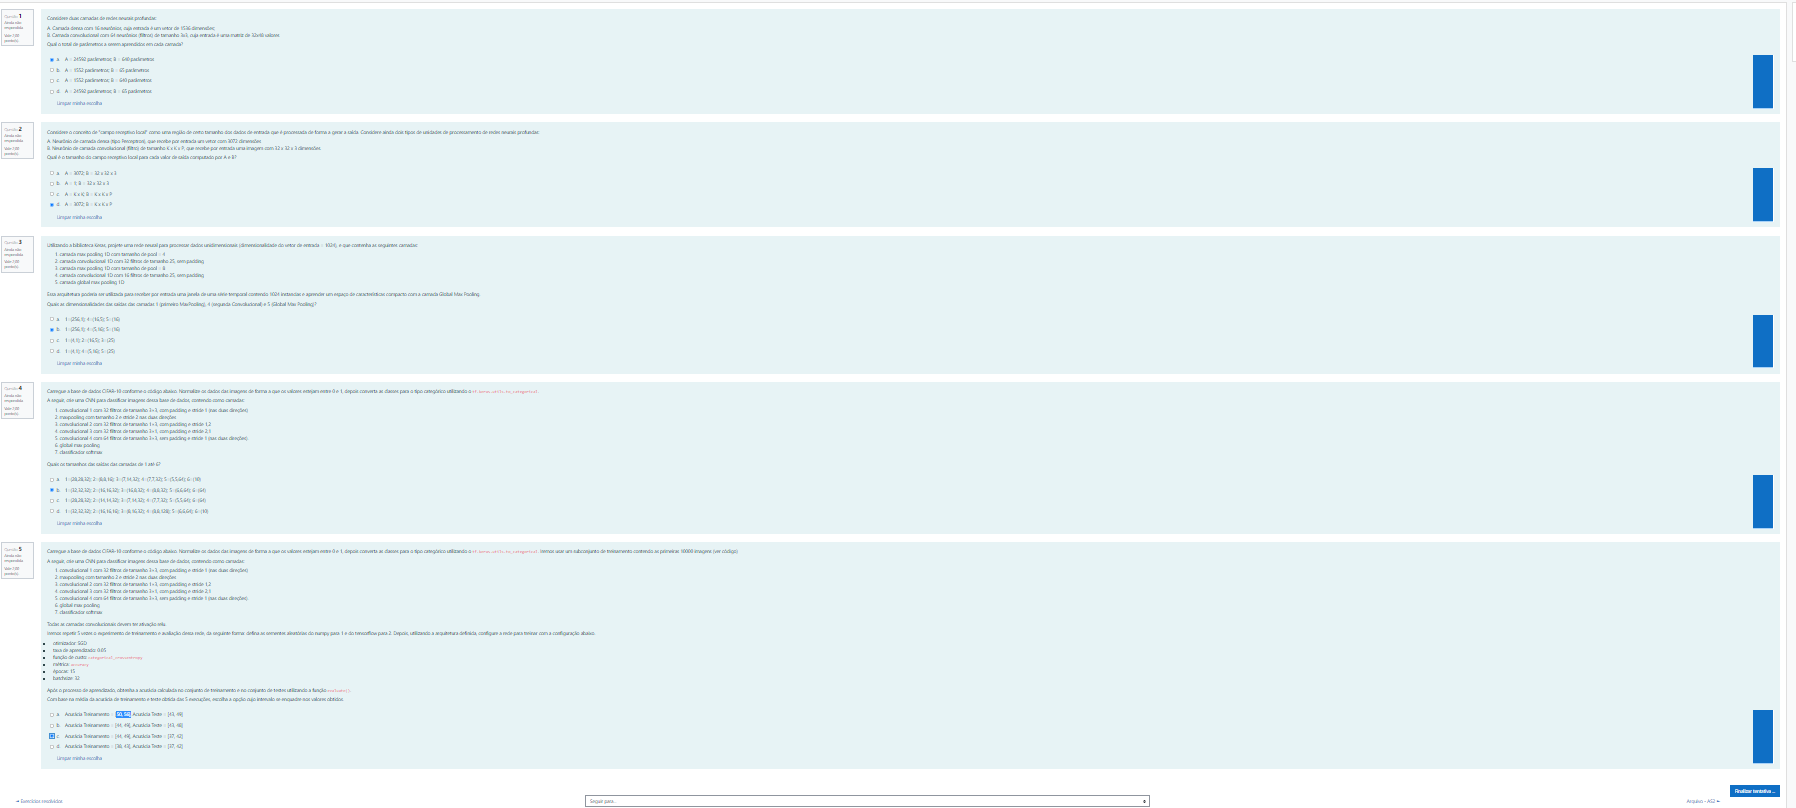 Questão 1
Ainda não
respondida
Vale 1,00
ponto(s).
Considere duas camadas de redes neurais profundas:
A. Camada densa com 16 neurônios, cuja entrada é um vetor de 1536 dimensões;
B. Camada convolucional com 64 neurônios (filtros) de tamanho 3x3, cuja entrada é uma matriz de 32x48 valores
Qual o total de parâmetros a serem aprendidos em cada camada?
a. A = 24592 parâmetros; B = 640 parâmetros
b. A = 1552 parâmetros; B = 65 parâmetros
c. A = 1552 parâmetros; B = 640 parâmetros
d. A = 24592 parâmetros; B = 65 parâmetros
Limpar minha escolha
Questão 2
Ainda não
respondida
Vale 1,00
ponto(s).
Considere o conceito de "campo receptivo local" como uma região de certo tamanho dos dados de entrada que é processada de forma a gerar a saída. Considere ainda dois tipos de unidades de processamento de redes neurais profundas:
A. Neurônio de camada densa (tipo Perceptron), que recebe por entrada um vetor com 3072 dimensões
B. Neurônio de camada convolucional (filtro) de tamanho K x K x P, que recebe por entrada uma imagem com 32 x 32 x 3 dimensões
Qual é o tamanho do campo receptivo local para cada valor de saída computado por A e B?
a. A = 3072; B = 32 x 32 x 3
b. A = 1; B = 32 x 32 x 3
c. A = K x K; B = K x K x P
d. A = 3072; B = K x K x P
Limpar minha escolha
Questão 3
Ainda não
respondida
Vale 1,00
ponto(s).
Utilizando a biblioteca Keras, projete uma rede neural para processar dados unidimensionais (dimensionalidade do vetor de entrada = 1024), e que contenha as seguintes camadas:
1. camada max pooling 1D com tamanho de pool = 4
2. camada convolucional 1D com 32 filtros de tamanho 25, sem padding
3. camada max pooling 1D com tamanho de pool = 8
4. camada convolucional 1D com 16 filtros de tamanho 25, sem padding
5. camada global max pooling 1D
Essa arquitetura poderia ser utilizada para receber por entrada uma janela de uma série temporal contendo 1024 instancias e aprender um espaço de características compacto com a camada Global Max Pooling.
Quais as dimensionalidades das saídas das camadas 1 (primeiro MaxPooling), 4 (segunda Convolucional) e 5 (Global Max Pooling)?
a. 1=(256,1); 4=(16,5); 5=(16)
b. 1=(256,1); 4=(5,16); 5=(16)
c. 1=(4,1); 2=(16,5); 3=(25)
d. 1=(4,1); 4=(5,16); 5=(25)
Limpar minha escolha
Questão 4
Ainda não
respondida
Vale 1,00
ponto(s).
Carregue a base de dados CIFAR-10 conforme o código abaixo. Normalize os dados das imagens de forma a que os valores estejam entre 0 e 1, depois converta as classes para o tipo categórico utilizando o tf.keras.utils.to_categorical.
A seguir, crie uma CNN para classificar imagens dessa base de dados, contendo como camadas:
1. convolucional 1 com 32 filtros de tamanho 3×3, com padding e stride 1 (nas duas direções)
2. maxpooling com tamanho 2 e stride 2 nas duas direções
3. convolucional 2 com 32 filtros de tamanho 1×3, com padding e stride 1,2
4. convolucional 3 com 32 filtros de tamanho 3×1, com padding e stride 2,1
5. convolucional 4 com 64 filtros de tamanho 3×3, sem padding e stride 1 (nas duas direções).
6. global max pooling
7. classificador softmax
Quais os tamanhos das saídas das camadas de 1 até 6?
a. 1=(28,28,32); 2=(8,8,16); 3=(7,14,32); 4=(7,7,32); 5=(5,5,64); 6=(10)
b. 1=(32,32,32); 2=(16,16,32); 3=(16,8,32); 4=(8,8,32); 5=(6,6,64); 6=(64)
c. 1=(28,28,32); 2=(14,14,32); 3=(7,14,32); 4=(7,7,32); 5=(5,5,64); 6=(64)
d. 1=(32,32,32); 2=(16,16,16); 3=(8,16,32); 4=(8,8,128); 5=(6,6,64); 6=(10)
Limpar minha escolha
Questão 5
Ainda não
respondida
Vale 1,00
ponto(s).
Carregue a base de dados CIFAR-10 conforme o código abaixo. Normalize os dados das imagens de forma a que os valores estejam entre 0 e 1, depois converta as classes para o tipo categórico utilizando o tf.keras.utils.to_categorical. Iremos usar um subconjunto de treinamento contendo as primeiras 10000 imagens (ver código)
A seguir, crie uma CNN para classificar imagens dessa base de dados, contendo como camadas:
1. convolucional 1 com 32 filtros de tamanho 3×3, com padding e stride 1 (nas duas direções)
2. maxpooling com tamanho 2 e stride 2 nas duas direções
3. convolucional 2 com 32 filtros de tamanho 1×3, com padding e stride 1,2
4. convolucional 3 com 32 filtros de tamanho 3×1, com padding e stride 2,1
5. convolucional 4 com 64 filtros de tamanho 3×3, sem padding e stride 1 (nas duas direções).
6. global max pooling
7. classificador softmax
Todas as camadas convolucionais devem ter ativação relu.
Iremos repetir 5 vezes o experimento de treinamento e avaliação dessa rede, da seguinte forma: defina as sementes aleatórias do numpy para 1 e do tensorflow para 2. Depois, utilizando a arquitetura definida, configure a rede para treinar com a configuração abaixo:
otimizador: SGD
taxa de aprendizado: 0.05
função de custo: categorical_crossentropy
métrica: accuracy
épocas: 15
batchsize: 32
Após o processo de aprendizado, obtenha a acurácia calculada no conjunto de treinamento e no conjunto de testes utilizando a função evaluate().
Com base na média da acurácia de treinamento e teste obtida das 5 execuções, escolha a opção cujo intervalo se enquadre nos valores obtidos.
a. Acurácia Treinamento = Acurácia Teste = [43, 49]
b. Acurácia Treinamento = [44, 49], Acurácia Teste = [45, 48]
c. Acurácia Treinamento = [44, 49], Acurácia Teste = [37, 42]
d. Acurácia Treinamento = [38, 43], Acurácia Teste = [37, 42]
Limpar minha escolha
Finalizar tentativa ...
◄ Exercícios resolvidos
Seguir para...
Arquivo - AS2 ►